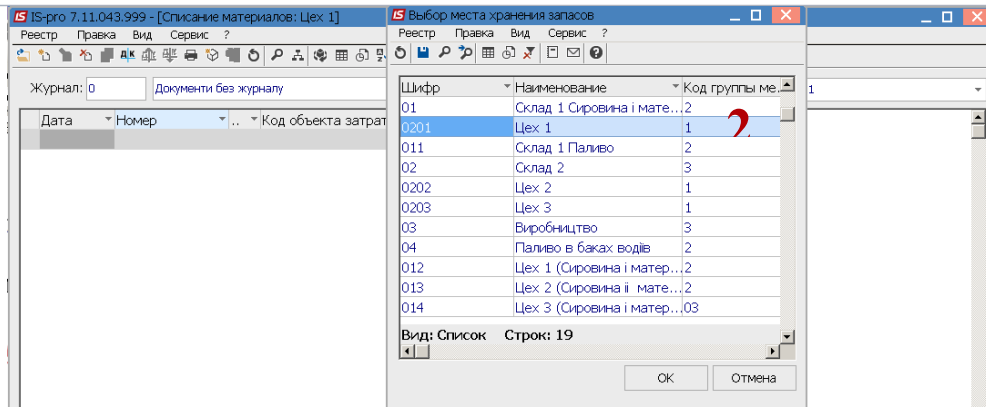 IS-pro 7.11.043.999 - [Списание материалов: Цех 1]
Реестр Правка Вид Сервис ?
Журнал: 0 Документи без журналу
Дата Номер .. Код объекта затрат
Выбор места хранения запасов
Реестр Правка Вид Сервис ?
Шифр Наименование Код группы ме...
01 Склад 1 Сировина і мате... 2
0201 Цех 1 1
2
011 Склад 1 Паливо 2
02 Склад 2 3
0202 Цех 2 1
0203 Цех 3 1
03 Виробництво 3
04 Паливо в баках водіїв 2
012 Цех 1 (Сировина і матер... 2
013 Цех 2 (Сировина іі мате... 2
014 Цех 3 (Сировина і матер... 03
Вид: Список Строк: 19
OK Отмена
1